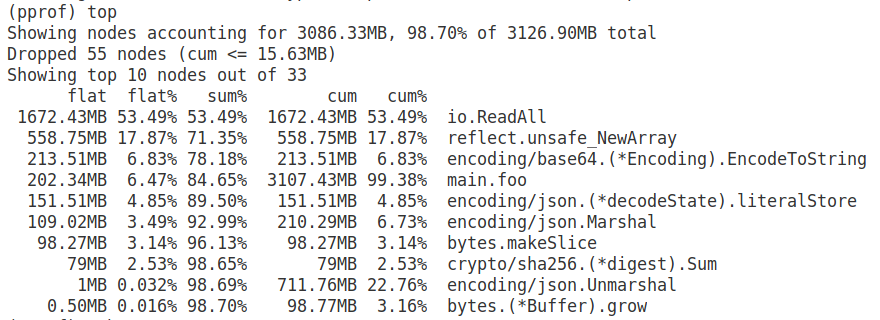 (pprof) top
Showing nodes accounting for 3086.33MB, 98.70% of 3126.90MB total
Dropped 55 nodes (cum <= 15.63MB)
Showing top 10 nodes out of 33
      flat  flat%   sum%        cum   cum%
 1672.43MB 53.49% 53.49%  1672.43MB 53.49%  io.ReadAll
  558.75MB 17.87% 71.35%   558.75MB 17.87%  reflect.unsafe_NewArray
  213.51MB  6.83% 78.18%   213.51MB  6.83%  encoding/base64.(*Encoding).EncodeToString
  202.34MB  6.47% 84.65%  3107.43MB 99.38%  main.foo
  151.51MB  4.85% 89.50%   151.51MB  4.85%  encoding/json.(*decodeState).literalStore
  109.02MB  3.49% 92.99%   210.29MB  6.73%  encoding/json.Marshal
   98.27MB  3.14% 96.13%    98.27MB  3.14%  bytes.makeSlice
      79MB  2.53% 98.65%       79MB  2.53%  crypto/sha256.(*digest).Sum
       1MB 0.032% 98.69%   711.76MB 22.76%  encoding/json.Unmarshal
    0.50MB 0.016% 98.70%    98.77MB  3.16%  bytes.(*Buffer).grow